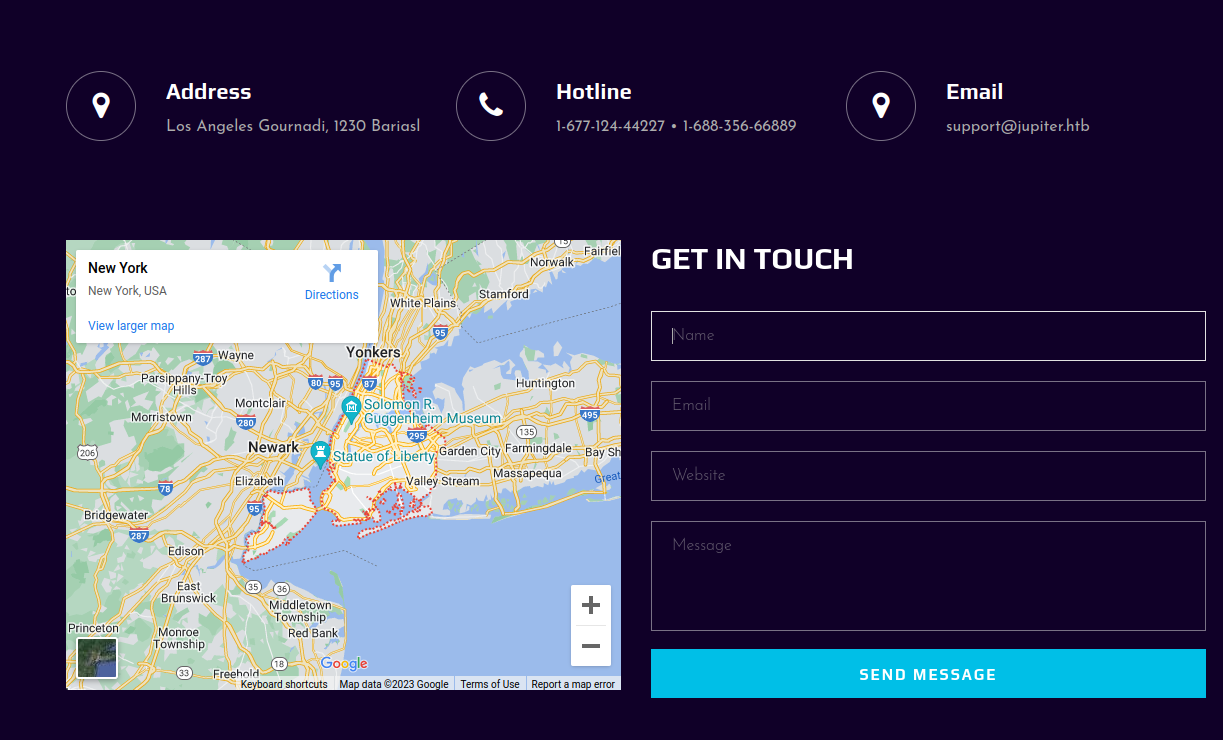 Address
Los Angeles Gournadi, 1230 Bariasl
Hotline
1-677-124-44227 • 1-688-356-66889
Email
support@jupiter.htb
New York
New York, USA
Directions
View larger map
15
Fairfiel
Norwalk
Stamford
White Plains
95
287
Wayne
Yonkers
80
95
87
Parsippany-Troy
Hills
Huntington
Montclair
Solomon R.
Guggenheim Museum
Morristown
280
495
295
135
206
Newark
Statue of Liberty
Garden City
Farmingdale
Bay Sh
Massapequa
Elizabeth
Valley Stream
Great
78
95
Bridgewater
287
Edison
35
36
East
Brunswick
Middletown
Township
Princeton
Monroe
Township
Red Bank
33
Freehold
18
Google
Keyboard shortcuts
Map data ©2023 Google
Terms of Use
Report a map error
GET IN TOUCH
Name
Email
Website
Message
SEND MESSAGE